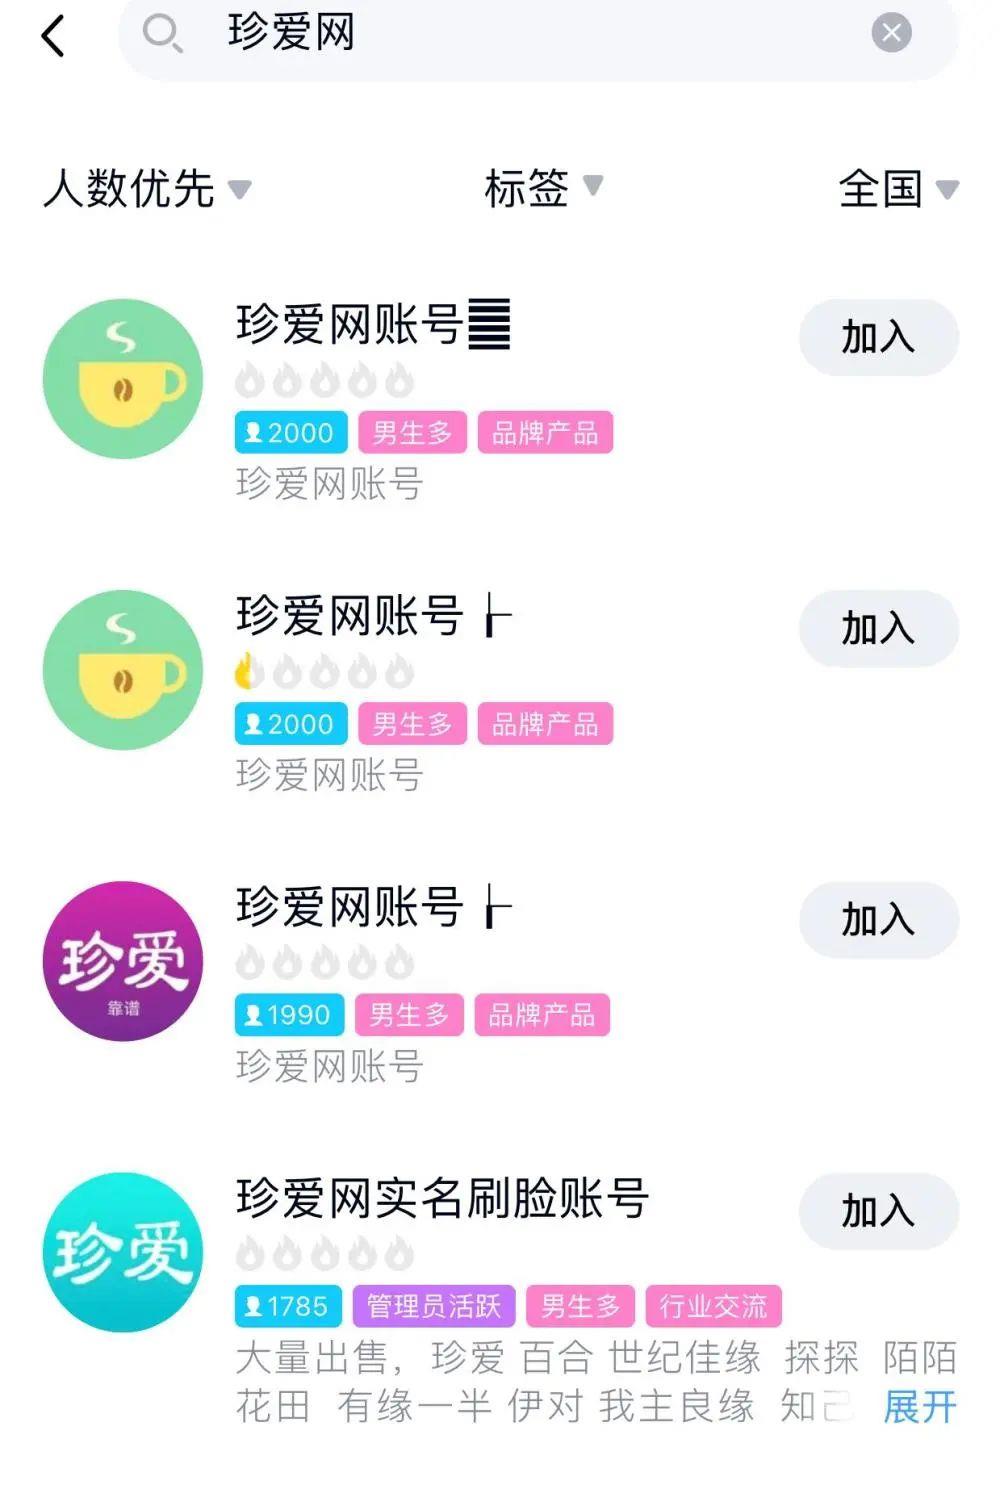 珍爱网
人数优先 标签 全国
珍爱网账号
加入
2000 男生多 品牌产品
珍爱网账号
珍爱网账号
加入
2000 男生多 品牌产品
珍爱网账号
珍爱
靠谱
珍爱网账号
加入
1990 男生多 品牌产品
珍爱网账号
珍爱
珍爱网实名刷脸账号
加入
1785 管理员活跃 男生多 行业交流
大量出售，珍爱 百合 世纪佳缘 探探 陌陌
花田 有缘一半 伊对 我主良缘 知己 展开